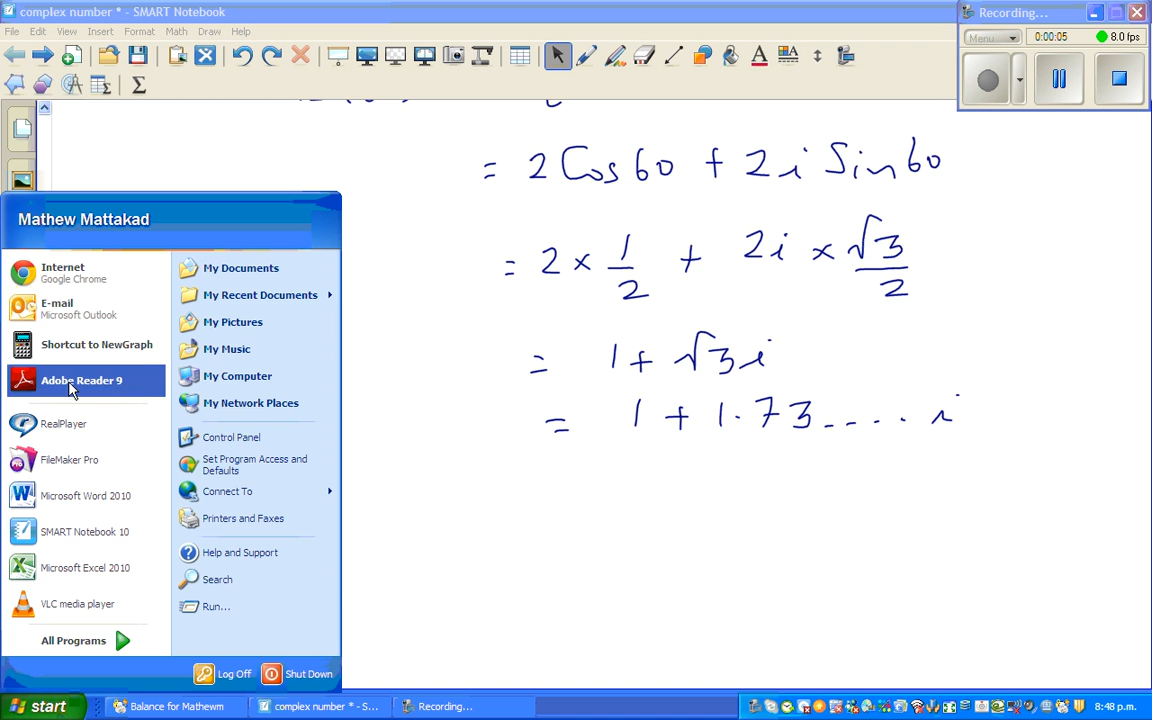 complex number * - SMART Notebook
Recording...
File Edit View Insert Format Math Draw Help
Menu 0:00:05 8.0 fps
= 2 Cos 60 + 2 i Sin 60
= 2 × 1/2 + 2i × √3/2
= 1 + √3 i
= 1 + 1.73....... i
Mathew Mattakad
Internet
Google Chrome
E-mail
Microsoft Outlook
Shortcut to NewGraph
Adobe Reader 9
RealPlayer
FileMaker Pro
Microsoft Word 2010
SMART Notebook 10
Microsoft Excel 2010
VLC media player
All Programs
My Documents
My Recent Documents
My Pictures
My Music
My Computer
My Network Places
Control Panel
Set Program Access and
Defaults
Connect To
Printers and Faxes
Help and Support
Search
Run...
Log Off Shut Down
start Balance for Mathewm complex number * - S... Recording... 8:48 p.m.